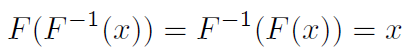 F(F⁻¹(x)) = F⁻¹(F(x)) = x